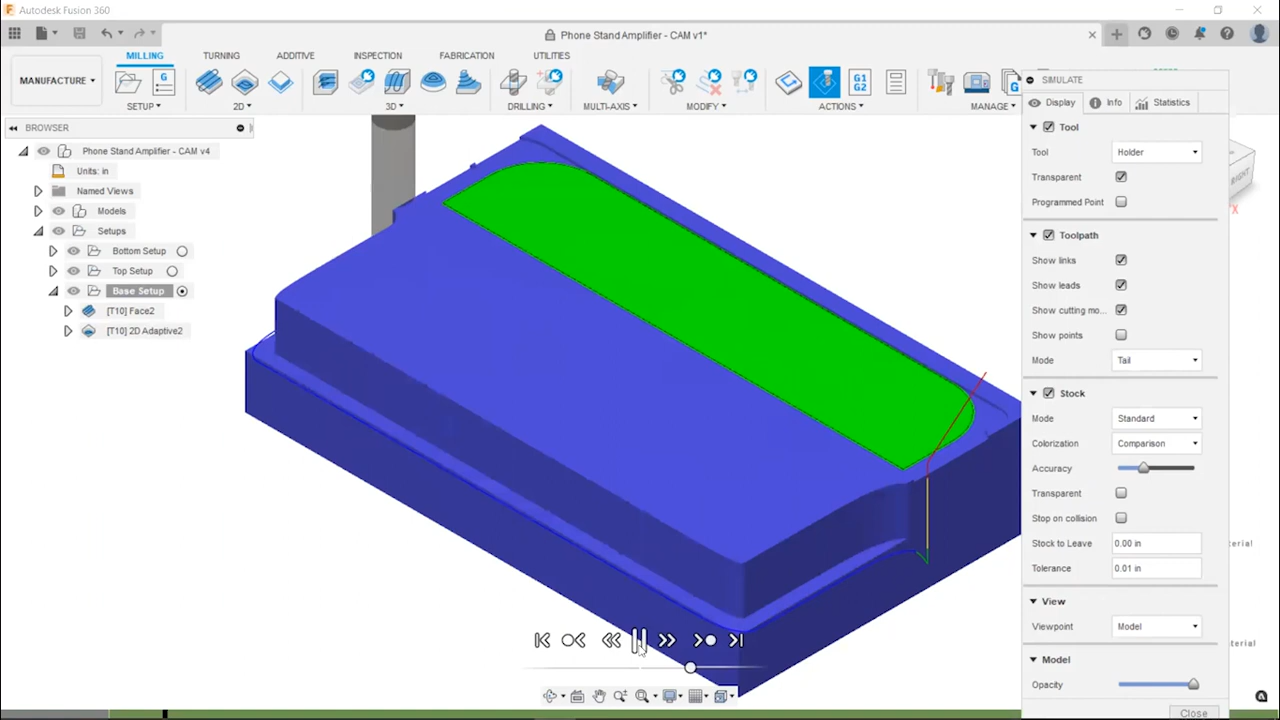 Autodesk Fusion 360
Phone Stand Amplifier - CAM v1*
MILLING
TURNING
ADDITIVE
INSPECTION
FABRICATION
UTILITIES
MANUFACTURE
G
G1
G2
G
SETUP
2D
3D
DRILLING
MULTI-AXIS
MODIFY
ACTIONS
MANAGE
BROWSER
Phone Stand Amplifier - CAM v4
Units: in
Named Views
Models
Setups
Bottom Setup
Top Setup
Base Setup
[T10] Face2
[T10] 2D Adaptive2
SIMULATE
Display
Info
Statistics
Tool
Tool
Holder
Transparent
Programmed Point
Toolpath
Show links
Show leads
Show cutting mo...
Show points
Mode
Tail
Stock
Mode
Standard
Colorization
Comparison
Accuracy
Transparent
Stop on collision
Stock to Leave
0.00 in
Tolerance
0.01 in
View
Viewpoint
Model
Model
Opacity
Close
RIGHT
X